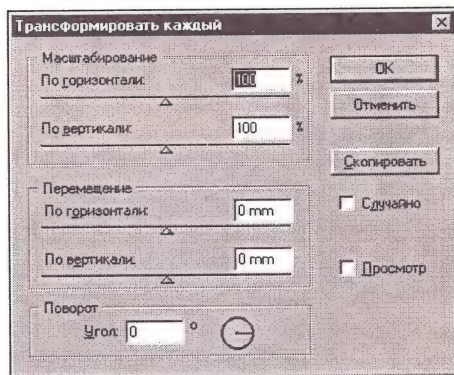 Трансформировать каждый
Масштабирование
По горизонтали: 100 %
По вертикали: 100 %
Перемещение
По горизонтали: 0 mm
По вертикали: 0 mm
Поворот
Угол: 0 °
OK
Отменить
Скопировать
Случайно
Просмотр